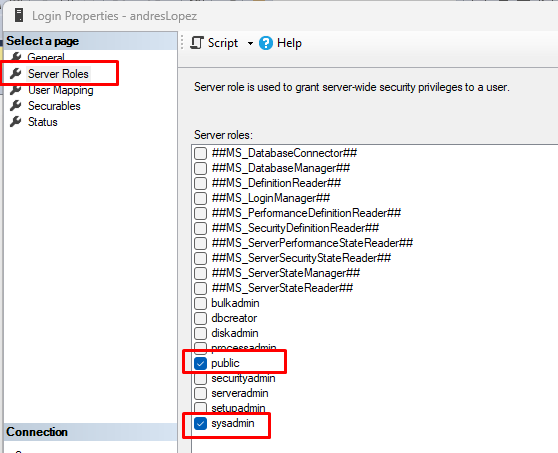 Login Properties - andresLopez
Select a page
General
Server Roles
User Mapping
Securables
Status
Script
Help
Server role is used to grant server-wide security privileges to a user.
Server roles:
##MS_DatabaseConnector##
##MS_DatabaseManager##
##MS_DefinitionReader##
##MS_LoginManager##
##MS_PerformanceDefinitionReader##
##MS_SecurityDefinitionReader##
##MS_ServerPerformanceStateReader##
##MS_ServerSecurityStateReader##
##MS_ServerStateManager##
##MS_ServerStateReader##
bulkadmin
dbcreator
diskadmin
processadmin
public
securityadmin
serveradmin
setupadmin
sysadmin
Connection